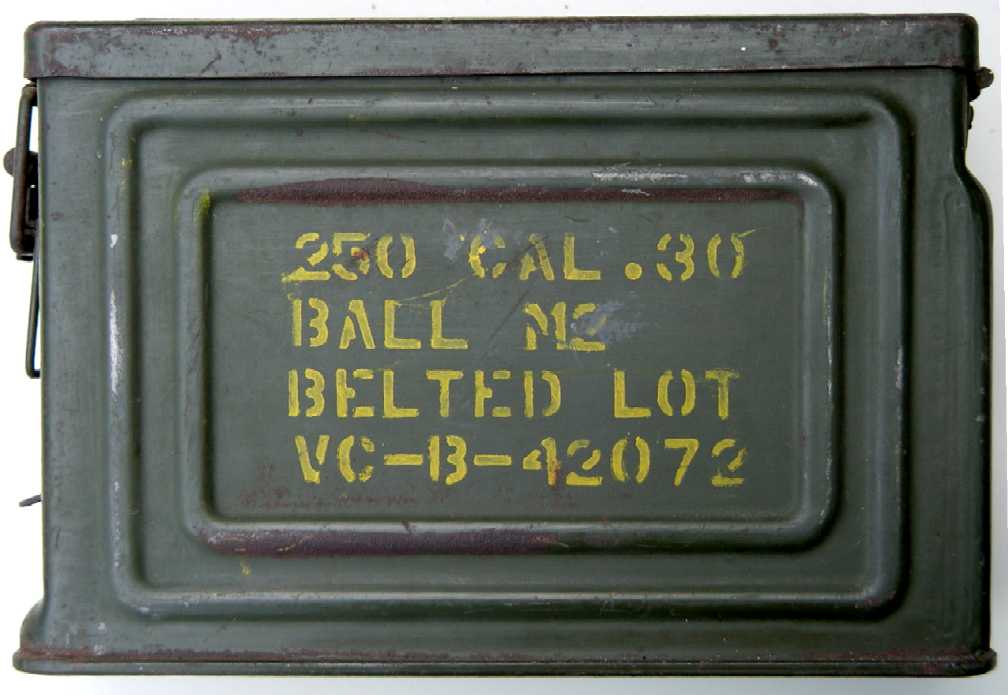 250 CAL.30
BALL M2
BELTED LOT
VC-B-42072